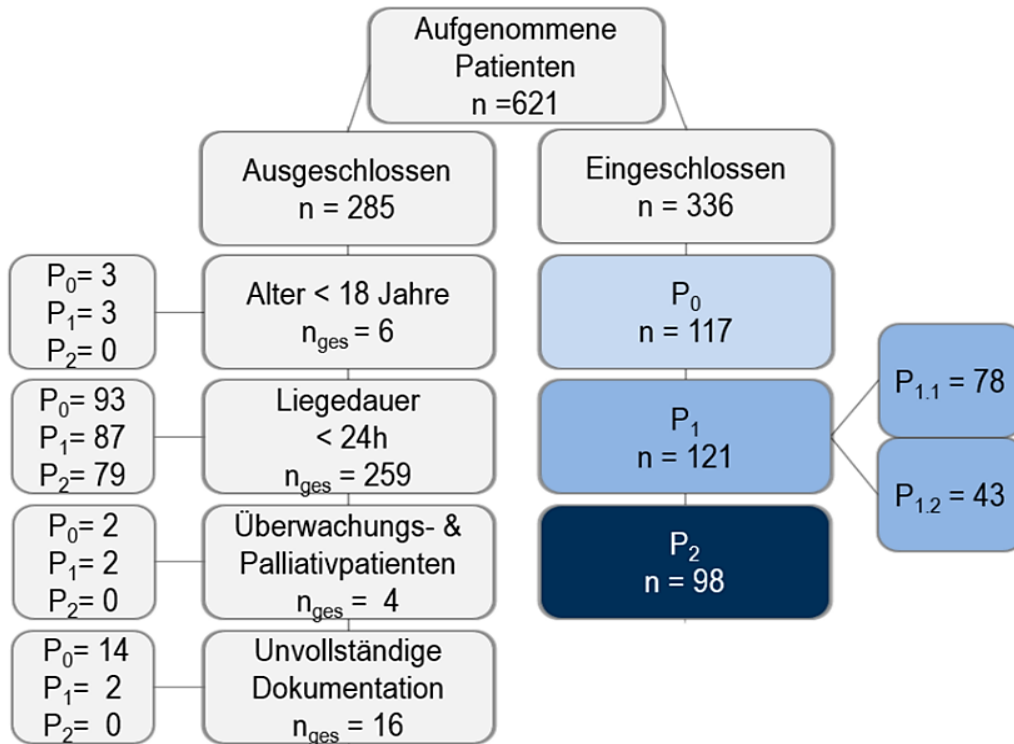 Aufgenommene
Patienten
n =621
Ausgeschlossen
n = 285
Eingeschlossen
n = 336
P₀= 3
P₁= 3
P₂= 0
Alter < 18 Jahre
nges = 6
P₀
n = 117
P₀= 93
P₁= 87
P₂= 79
Liegedauer
< 24h
nges = 259
P₁
n = 121
P₁.₁ = 78
P₁.₂ = 43
P₀= 2
P₁= 2
P₂= 0
Überwachungs- &
Palliativpatienten
nges = 4
P₂
n = 98
P₀= 14
P₁= 2
P₂= 0
Unvollständige
Dokumentation
nges = 16